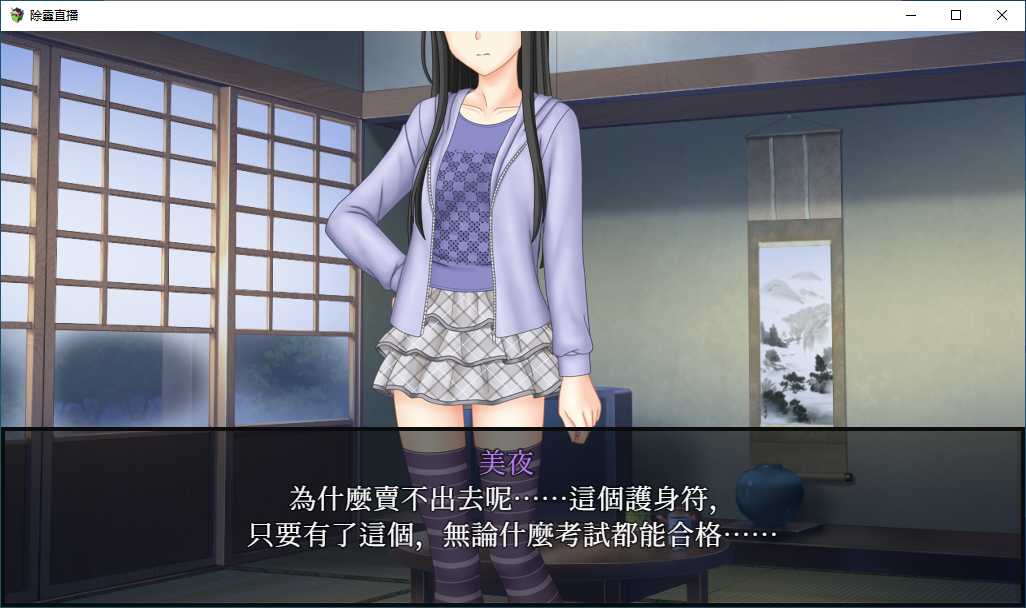 除靈直播
美夜
為什麼賣不出去呢……這個護身符，
只要有了這個，無論什麼考試都能合格……